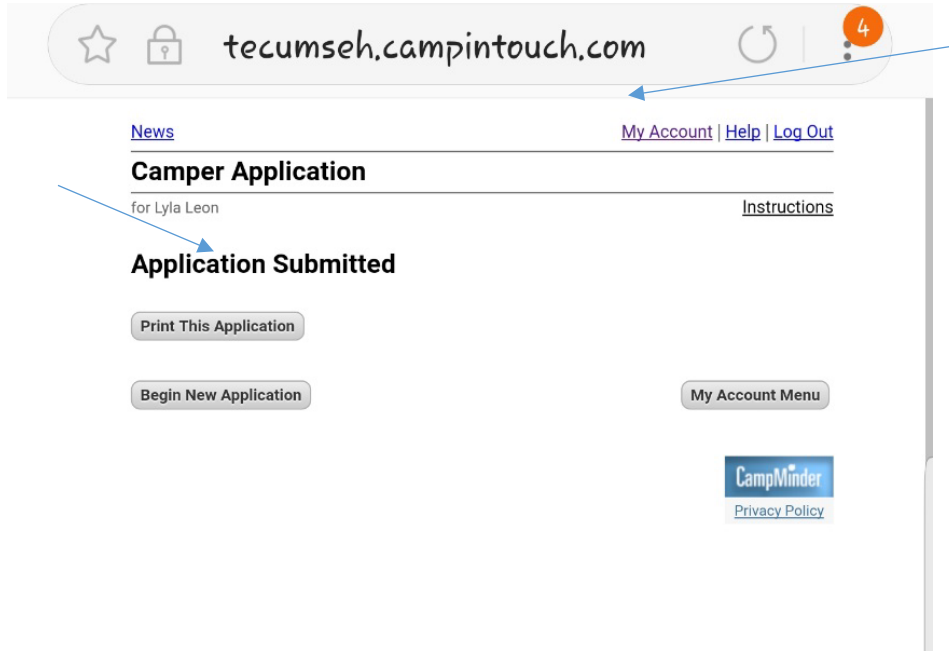 tecumseh.campintouch.com
4
News
My Account | Help | Log Out
Camper Application
for Lyla Leon
Instructions
Application Submitted
Print This Application
Begin New Application
My Account Menu
CampMinder
Privacy Policy